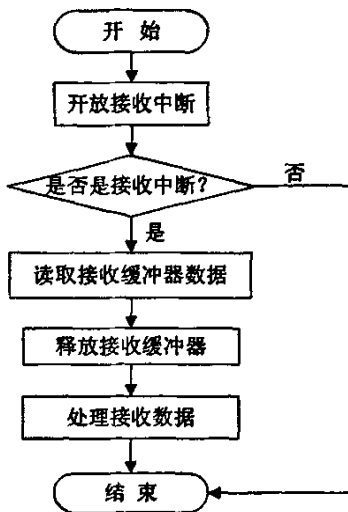 开 始
开放接收中断
是否是接收中断?
否
是
读取接收缓冲器数据
释放接收缓冲器
处理接收数据
结 束